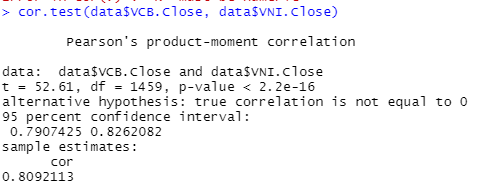 > cor.test(data$VCB.Close, data$VNI.Close)
Pearson's product-moment correlation
data:  data$VCB.Close and data$VNI.Close
t = 52.61, df = 1459, p-value < 2.2e-16
alternative hypothesis: true correlation is not equal to 0
95 percent confidence interval:
 0.7907425 0.8262082
sample estimates:
      cor
0.8092113